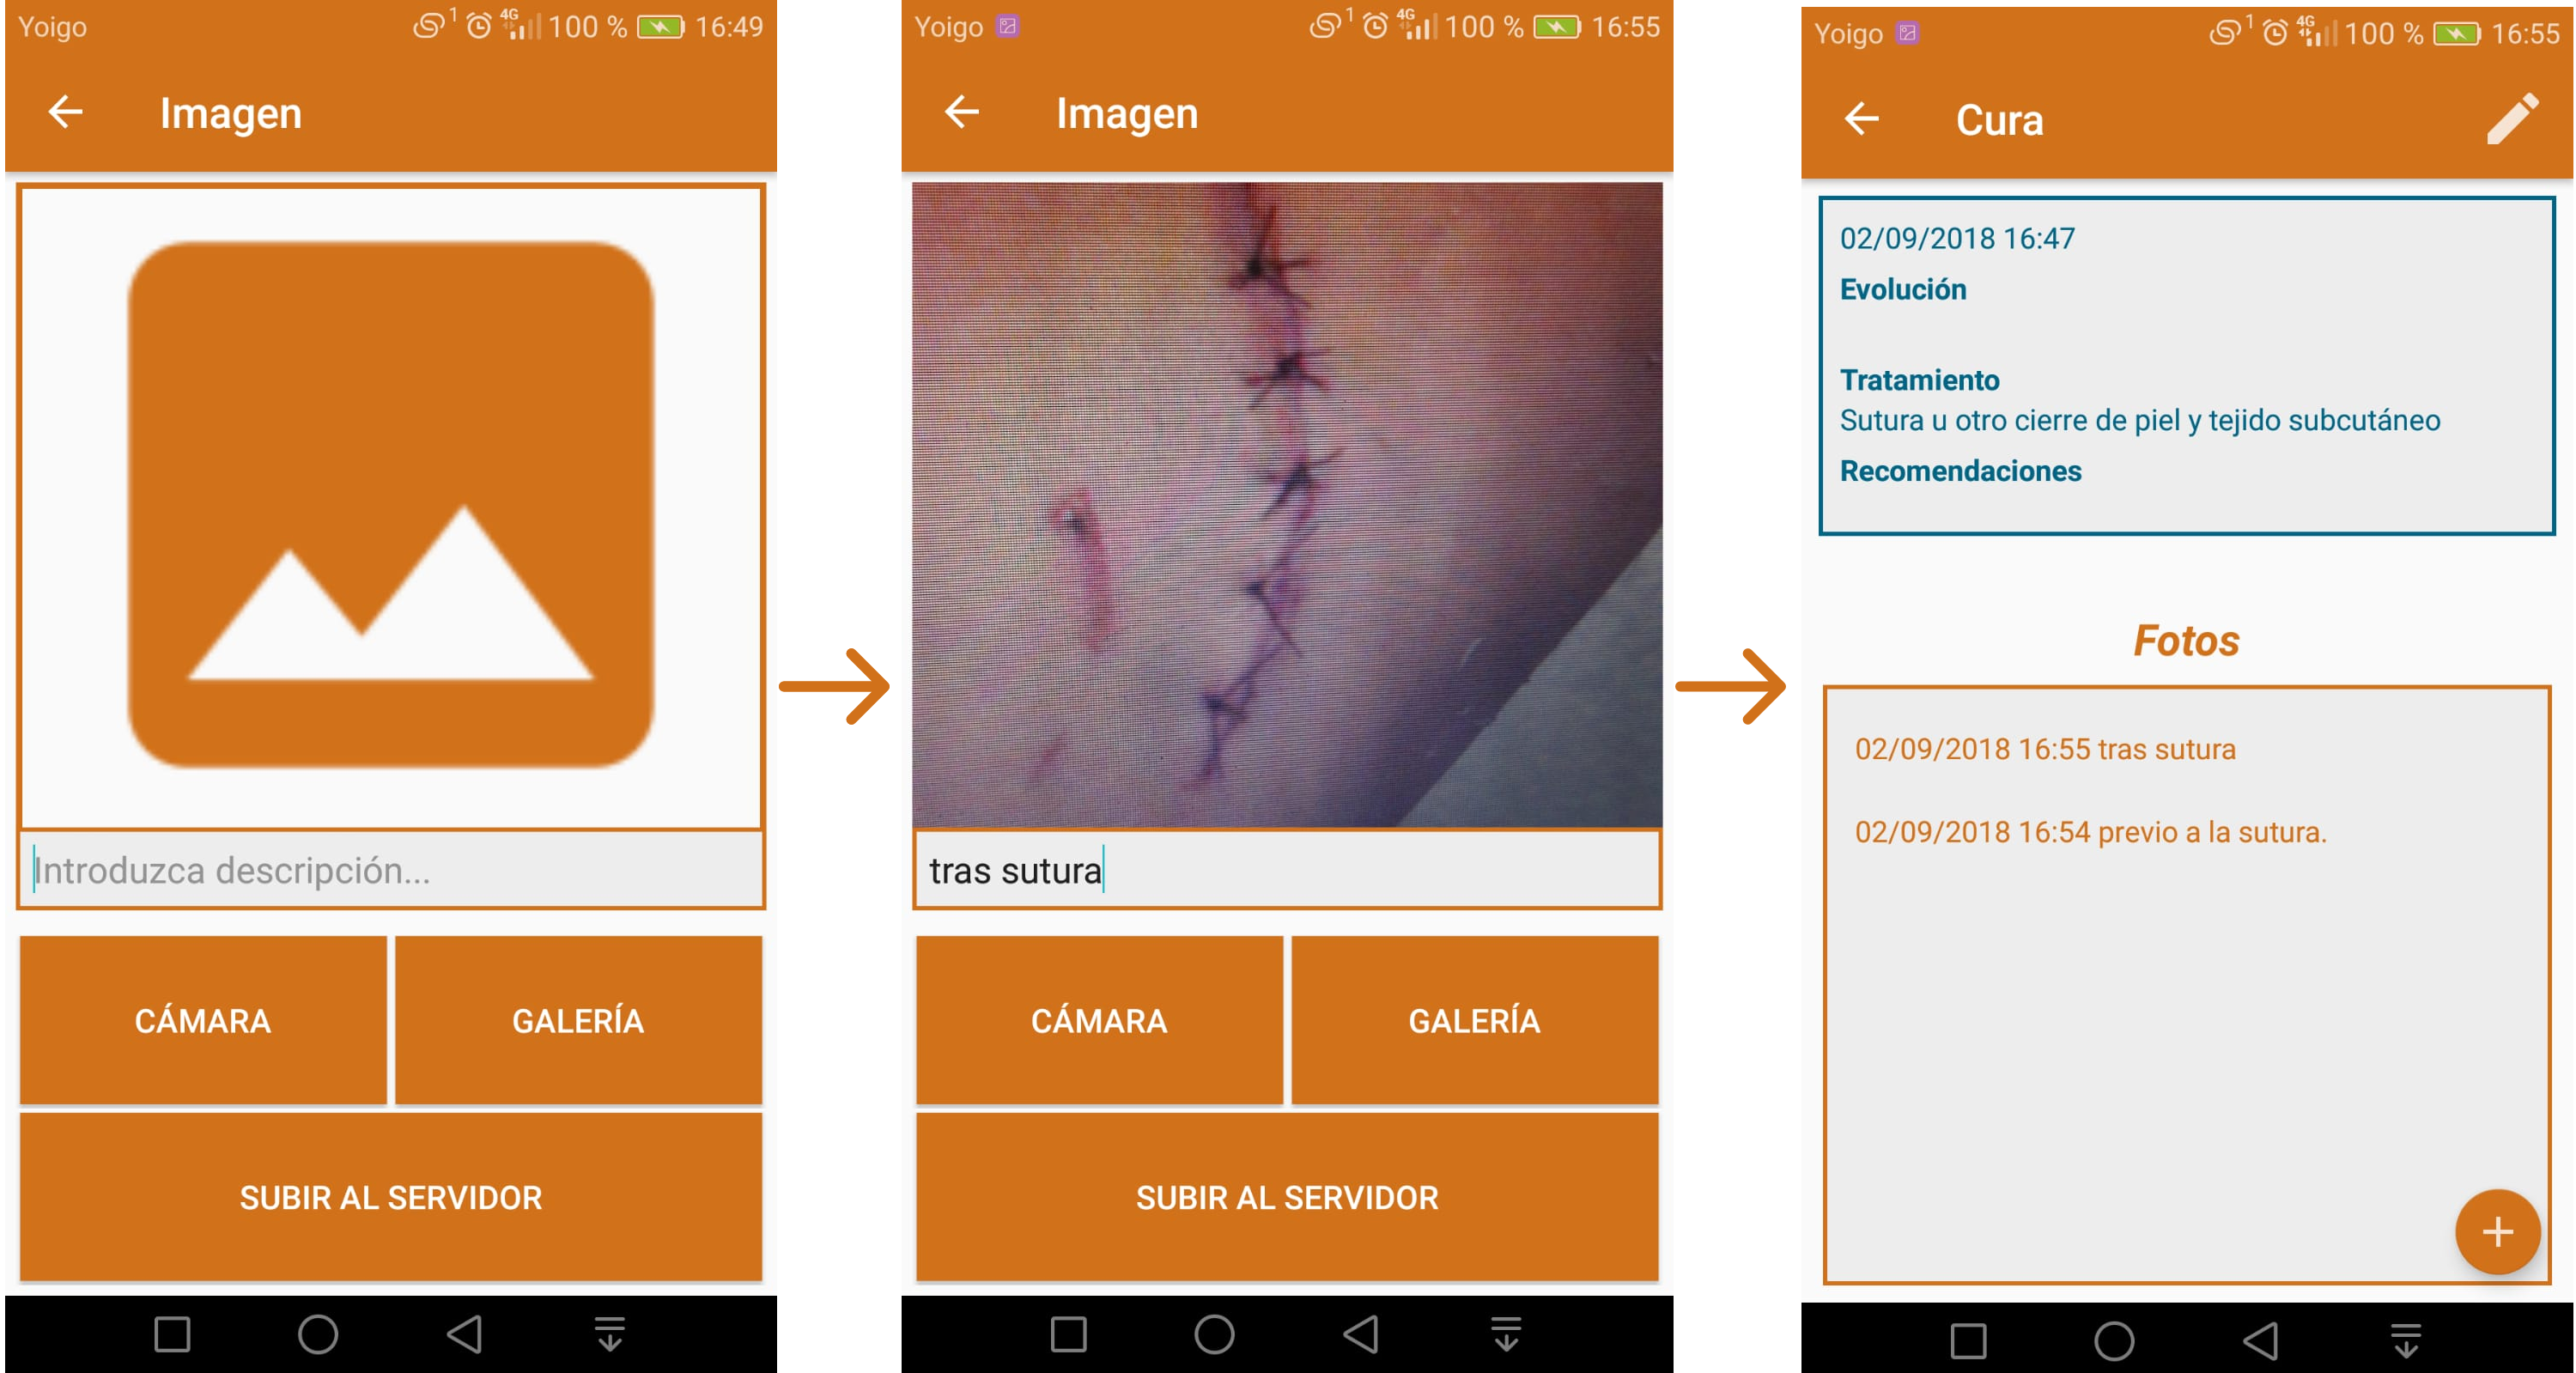 Yoigo 1 4G 100 % 16:49
Imagen
Introduzca descripción...
CÁMARA GALERÍA
SUBIR AL SERVIDOR
Yoigo 1 4G 100 % 16:55
Imagen
tras sutura
CÁMARA GALERÍA
SUBIR AL SERVIDOR
Yoigo 1 4G 100 % 16:55
Cura
02/09/2018 16:47
Evolución
Tratamiento
Sutura u otro cierre de piel y tejido subcutáneo
Recomendaciones
Fotos
02/09/2018 16:55 tras sutura
02/09/2018 16:54 previo a la sutura.